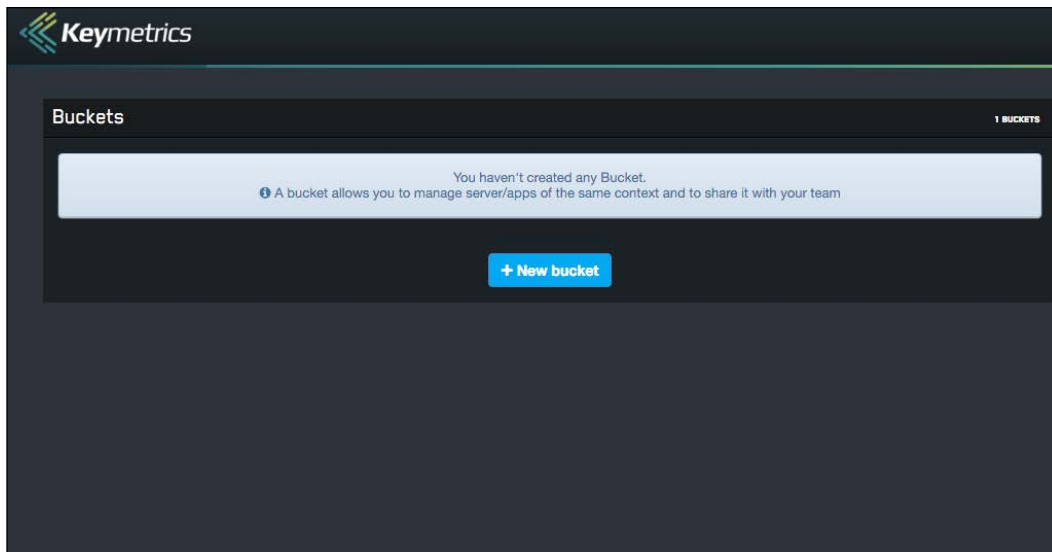 Keymetrics
Buckets
1 BUCKETS
You haven't created any Bucket.
A bucket allows you to manage server/apps of the same context and to share it with your team
+ New bucket